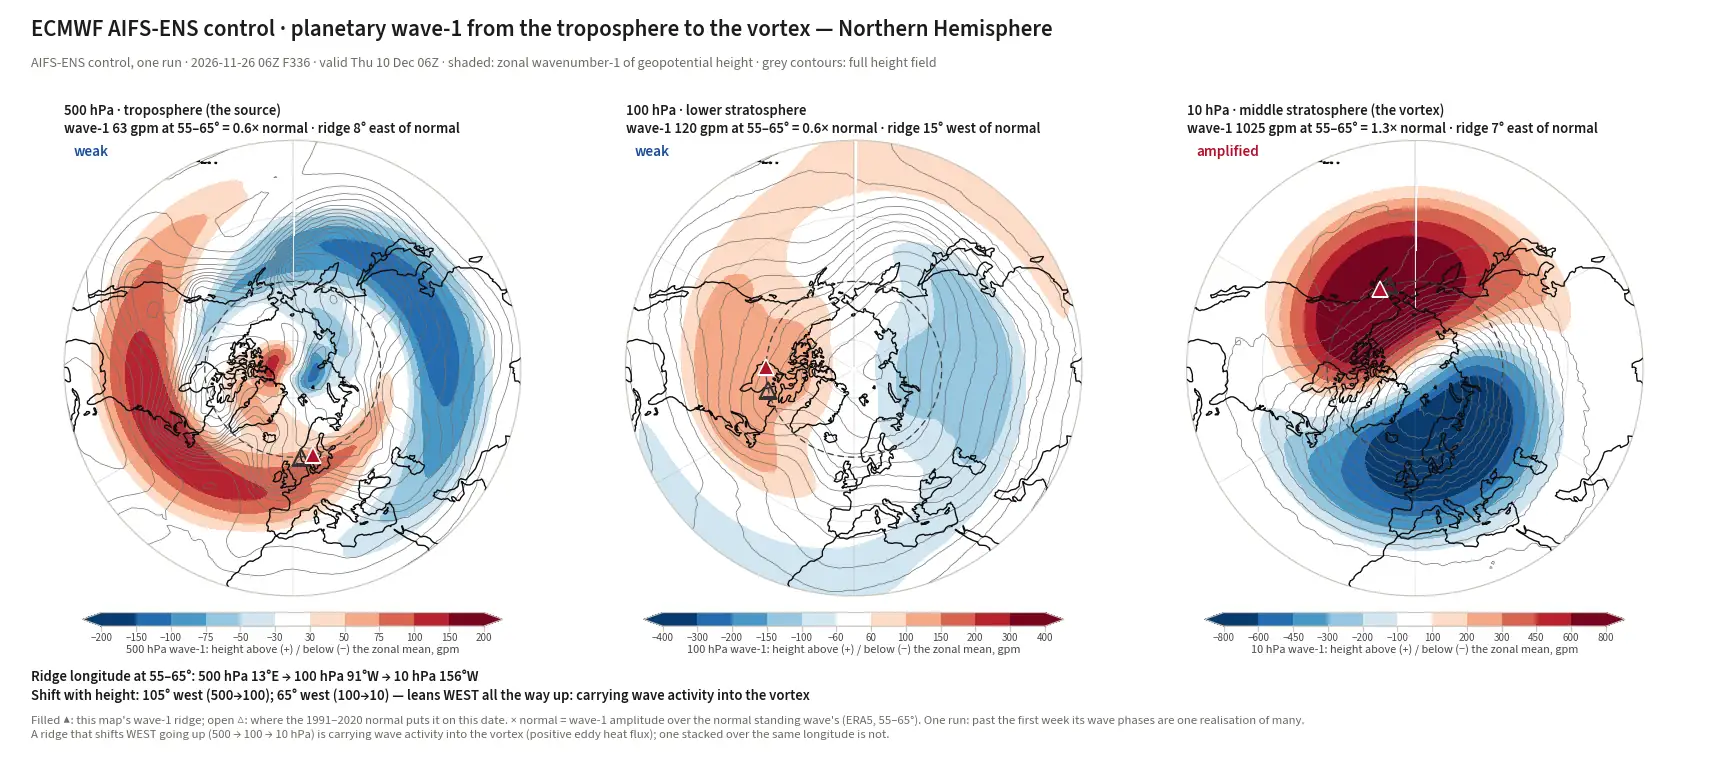 ECMWF AIFS-ENS control · planetary wave-1 from the troposphere to the vortex — Northern Hemisphere
AIFS-ENS control, one run · 2026-11-26 06Z F336 · valid Thu 10 Dec 06Z · shaded: zonal wavenumber-1 of geopotential height · grey contours: full height field
500 hPa · troposphere (the source)
wave-1 63 gpm at 55–65° = 0.6× normal · ridge 8° east of normal
weak
100 hPa · lower stratosphere
wave-1 120 gpm at 55–65° = 0.6× normal · ridge 15° west of normal
weak
10 hPa · middle stratosphere (the vortex)
wave-1 1025 gpm at 55–65° = 1.3× normal · ridge 7° east of normal
amplified
−200 −150 −100 −75 −50 −30 30 50 75 100 150 200
500 hPa wave-1: height above (+) / below (−) the zonal mean, gpm
−400 −300 −200 −150 −100 −60 60 100 150 200 300 400
100 hPa wave-1: height above (+) / below (−) the zonal mean, gpm
−800 −600 −450 −300 −200 −100 100 200 300 450 600 800
10 hPa wave-1: height above (+) / below (−) the zonal mean, gpm
Ridge longitude at 55–65°: 500 hPa 13°E → 100 hPa 91°W → 10 hPa 156°W
Shift with height: 105° west (500→100); 65° west (100→10) — leans WEST all the way up: carrying wave activity into the vortex
Filled ▲: this map's wave-1 ridge; open △: where the 1991–2020 normal puts it on this date. × normal = wave-1 amplitude over the normal standing wave's (ERA5, 55–65°). One run: past the first week its wave phases are one realisation of many.
A ridge that shifts WEST going up (500 → 100 → 10 hPa) is carrying wave activity into the vortex (positive eddy heat flux); one stacked over the same longitude is not.